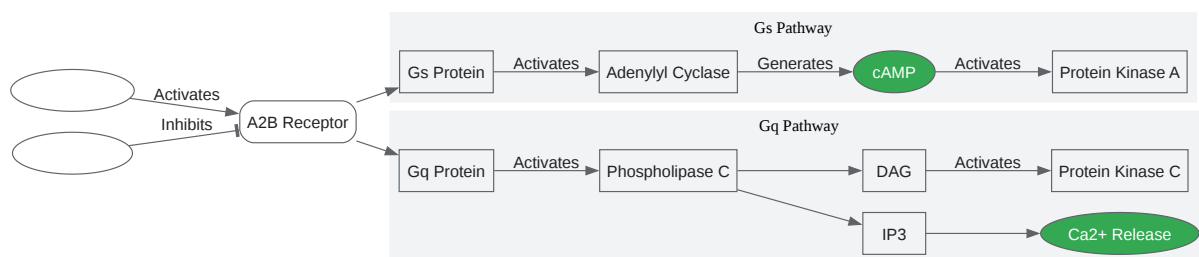 Gs Pathway
Gs Protein
Activates
Adenylyl Cyclase
Generates
cAMP
Activates
Protein Kinase A
Activates
Inhibits
A2B Receptor
Gq Pathway
Gq Protein
Activates
Phospholipase C
DAG
Activates
Protein Kinase C
IP3
Ca2+ Release